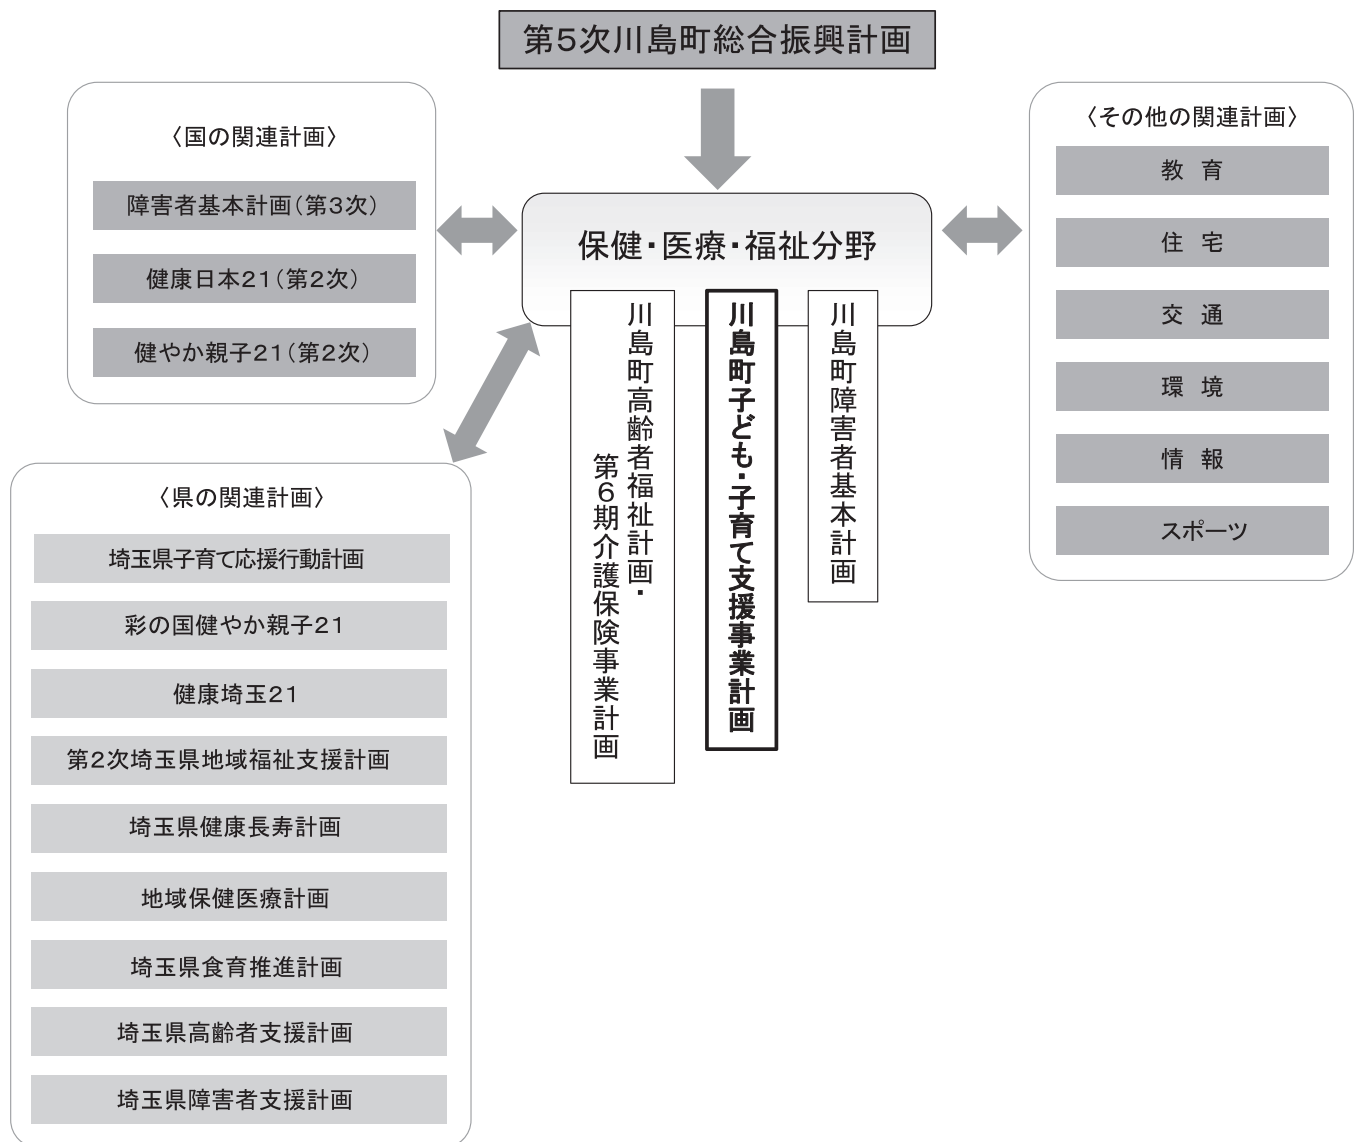 第5次川島町総合振興計画
〈国の関連計画〉
障害者基本計画(第3次)
健康日本21(第2次)
健やか親子21(第2次)
保健・医療・福祉分野
川島町高齢者福祉計画・
第6期介護保険事業計画
川島町子ども・子育て支援事業計画
川島町障害者基本計画
〈その他の関連計画〉
教 育
住 宅
交 通
環 境
情 報
スポーツ
〈県の関連計画〉
埼玉県子育て応援行動計画
彩の国健やか親子21
健康埼玉21
第2次埼玉県地域福祉支援計画
埼玉県健康長寿計画
地域保健医療計画
埼玉県食育推進計画
埼玉県高齢者支援計画
埼玉県障害者支援計画